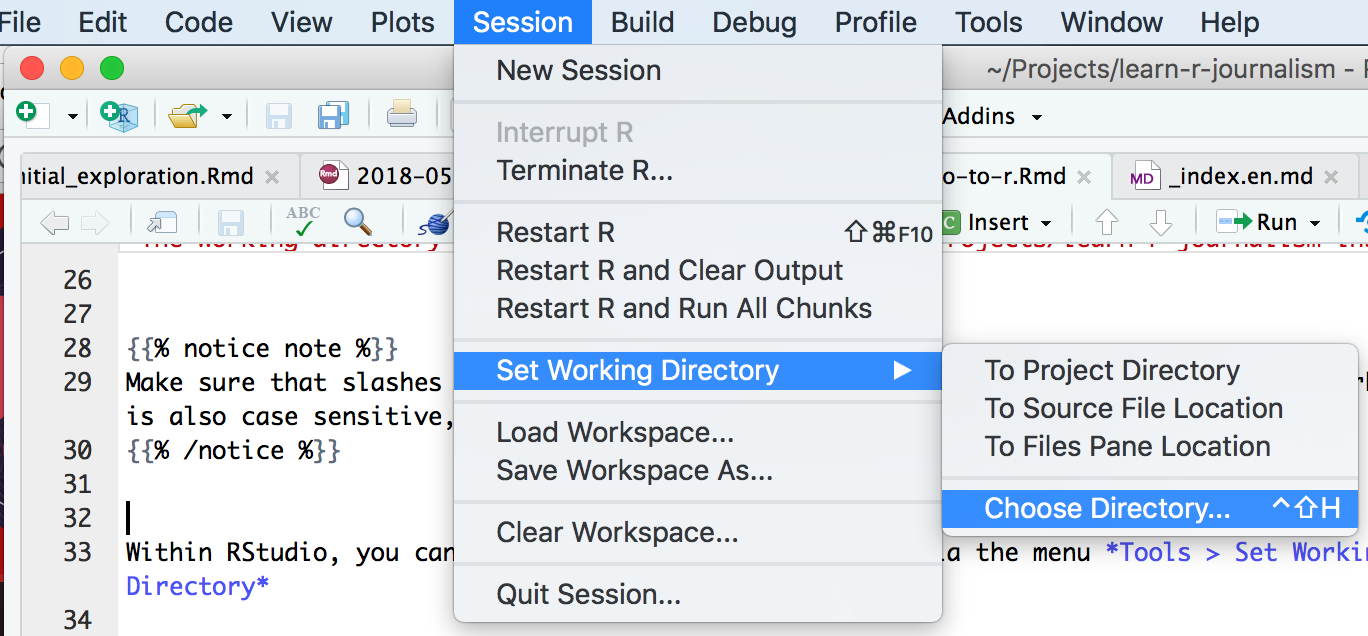 File Edit Code View Plots Session Build Debug Profile Tools Window Help
~/Projects/learn-r-journalism -
New Session
Addins
Interrupt R
Terminate R...
nitial_exploration.Rmd
Rmd 2018-05
o-to-r.Rmd
MD _index.en.md
ABC
Insert
Run
Restart R ⇧⌘F10
Restart R and Clear Output
Restart R and Run All Chunks
26
27
28 {{% notice note %}}
29 Make sure that slashes
is also case sensitive,
30 {{% /notice %}}
31
32
33 Within RStudio, you can
a the menu *Tools > Set Workin
Directory*
34
Set Working Directory
To Project Directory
To Source File Location
To Files Pane Location
Choose Directory... ^⇧H
Load Workspace...
Save Workspace As...
Clear Workspace...
Quit Session...